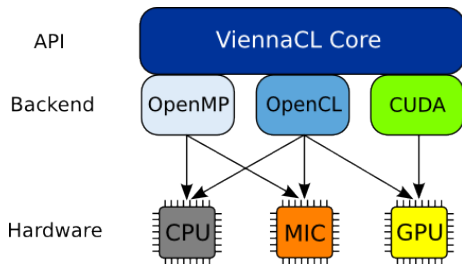 API
ViennaCL Core
Backend
OpenMP
OpenCL
CUDA
Hardware
CPU
MIC
GPU